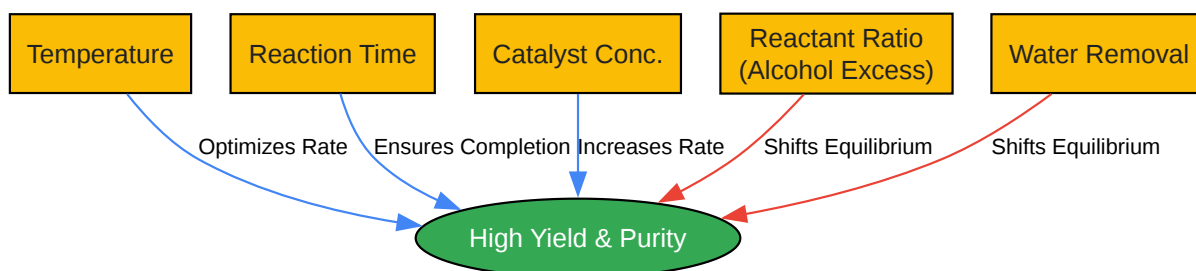 Temperature
Reaction Time
Catalyst Conc.
Reactant Ratio
(Alcohol Excess)
Water Removal
Optimizes Rate
Ensures Completion
Increases Rate
Shifts Equilibrium
Shifts Equilibrium
High Yield & Purity